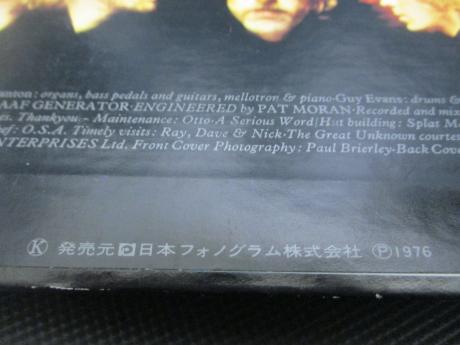 anton: organs, bass pedals and guitars, mellotron & piano·Guy Evans: drums &
AAF GENERATOR·ENGINEERED by PAT MORAN·Recorded and mix
es. Thankyou.- Maintenance: Otto·A Serious Word/Hat building: Splat M
ef: O.S.A. Timely visits: Ray, Dave & Nick·The Great Unknown courtes
NTERPRISES Ltd. Front Cover Photography: Paul Brierley·Back Cove
Ⓚ 発売元 日本フォノグラム株式会社 Ⓟ1976